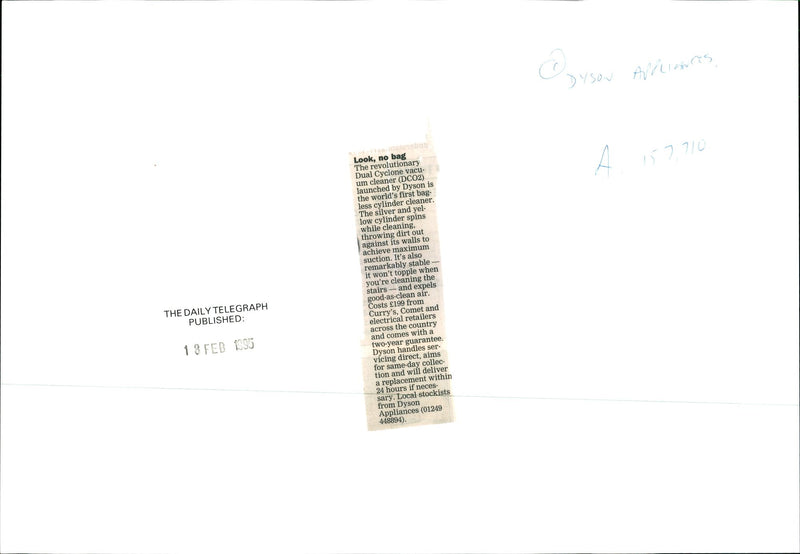 ① DYSON APPLIANCES.
A. 157,710
Look, no bag
The revolutionary
Dual Cyclone vacu-
um cleaner (DCO2)
launched by Dyson is
the world's first bag-
less cylinder cleaner.
The silver and yel-
low cylinder spins
while cleaning,
throwing dirt out
against its walls to
achieve maximum
suction. It's also
remarkably stable —
it won't topple when
you're cleaning the
stairs — and expels
good-as-clean air.
Costs £199 from
Curry's, Comet and
electrical retailers
across the country
and comes with a
two-year guarantee.
Dyson handles ser-
vicing direct, aims
for same-day collec-
tion and will deliver
a replacement within
24 hours if neces-
sary. Local stockists
from Dyson
Appliances (01249
448894).
THE DAILY TELEGRAPH
PUBLISHED:
FEB 1995